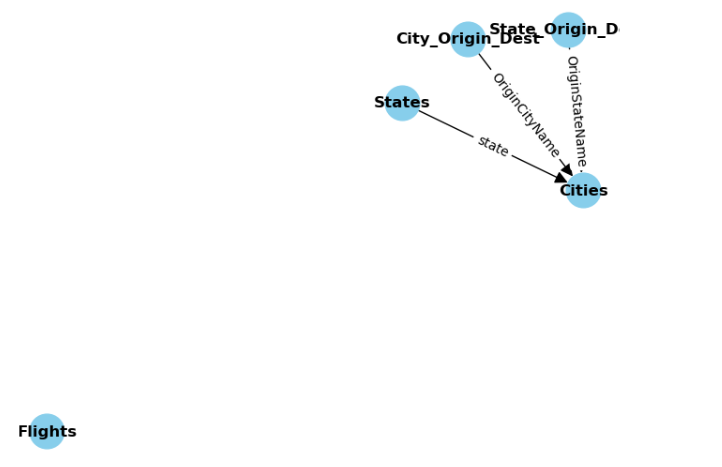 State_Origin_D
City_Origin_Dest
OriginCityName
OriginStateName
States
state
Cities
Flights